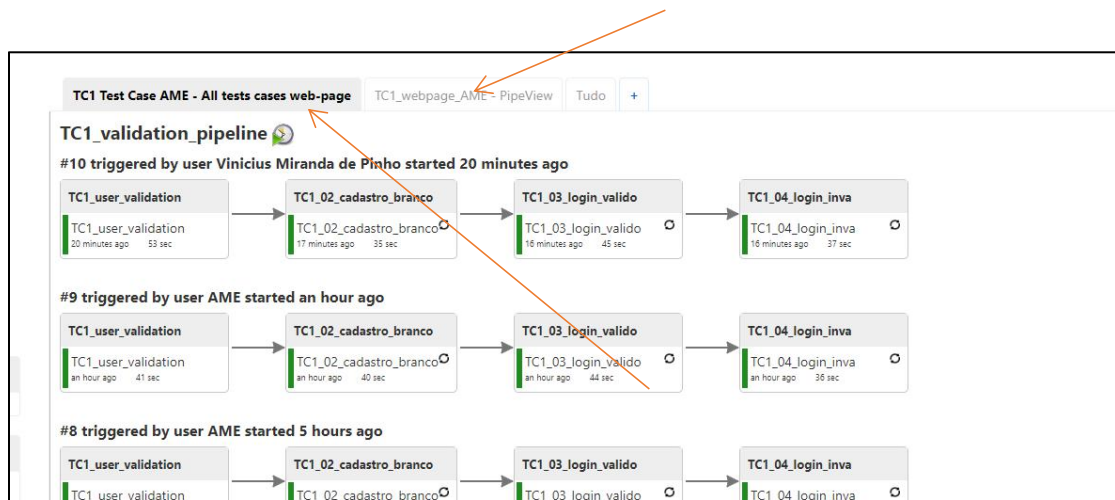 TC1 Test Case AME - All tests cases web-page TC1_webpage_AME - PipeView Tudo +
TC1_validation_pipeline
#10 triggered by user Vinicius Miranda de Pinho started 20 minutes ago
TC1_user_validation TC1_02_cadastro_branco TC1_03_login_valido TC1_04_login_inva
TC1_user_validation TC1_02_cadastro_branco TC1_03_login_valido TC1_04_login_inva
20 minutes ago 53 sec 17 minutes ago 35 sec 16 minutes ago 45 sec 16 minutes ago 37 sec
#9 triggered by user AME started an hour ago
TC1_user_validation TC1_02_cadastro_branco TC1_03_login_valido TC1_04_login_inva
TC1_user_validation TC1_02_cadastro_branco TC1_03_login_valido TC1_04_login_inva
an hour ago 41 sec an hour ago 40 sec an hour ago 44 sec an hour ago 36 sec
#8 triggered by user AME started 5 hours ago
TC1_user_validation TC1_02_cadastro_branco TC1_03_login_valido TC1_04_login_inva
TC1_user_validation TC1_02_cadastro_branco TC1_03_login_valido TC1_04_login_inva